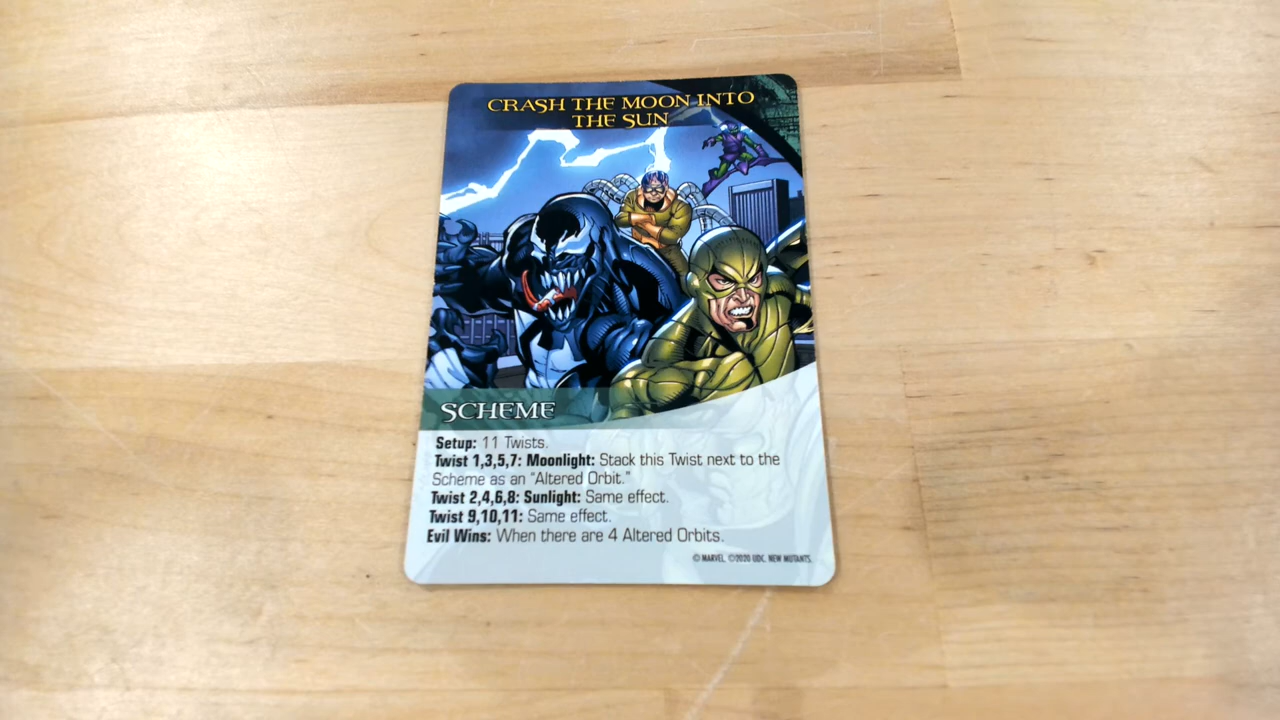 CRASH THE MOON INTO
THE SUN
SCHEME
Setup: 11 Twists.
Twist 1,3,5,7: Moonlight: Stack this Twist next to the
Scheme as an "Altered Orbit."
Twist 2,4,6,8: Sunlight: Same effect.
Twist 9,10,11: Same effect.
Evil Wins: When there are 4 Altered Orbits.
© MARVEL. ©2020 UDC. NEW MUTANTS.